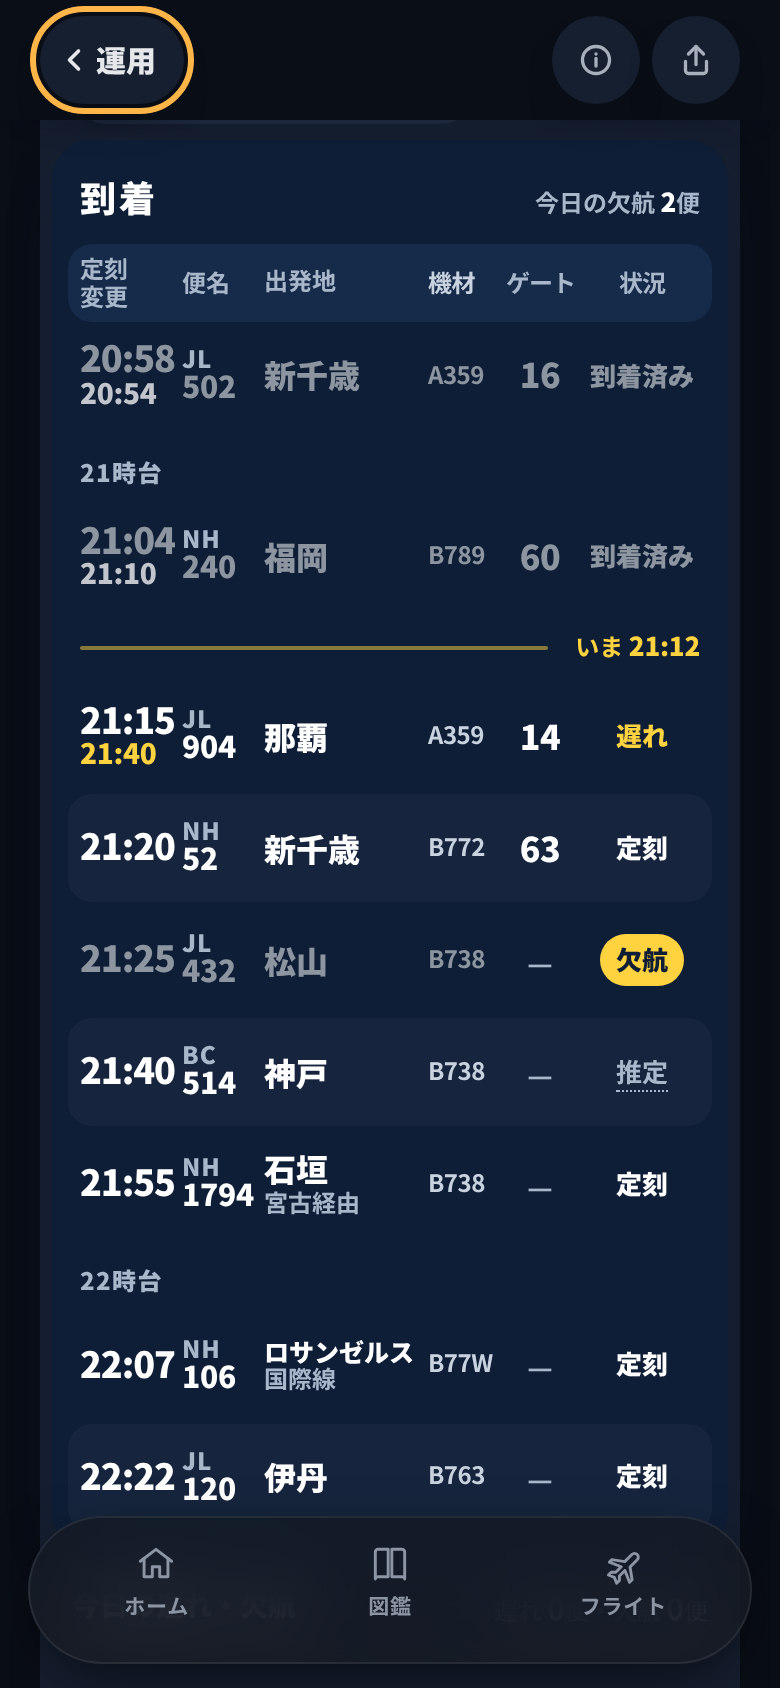 運用
到着
今日の欠航 2便
定刻 便名 出発地 機材 ゲート 状況
変更
20:58 JL 502 新千歳 A359 16 到着済み
20:54
21時台
21:04 NH 240 福岡 B789 60 到着済み
21:10
いま 21:12
21:15 JL 904 那覇 A359 14 遅れ
21:40
21:20 NH 52 新千歳 B772 63 定刻
21:25 JL 432 松山 B738 — 欠航
21:40 BC 514 神戸 B738 — 推定
21:55 NH 1794 石垣 B738 — 定刻
宮古経由
22時台
22:07 NH 106 ロサンゼルス B77W — 定刻
国際線
22:22 JL 120 伊丹 B763 — 定刻
ホーム 図鑑 フライト